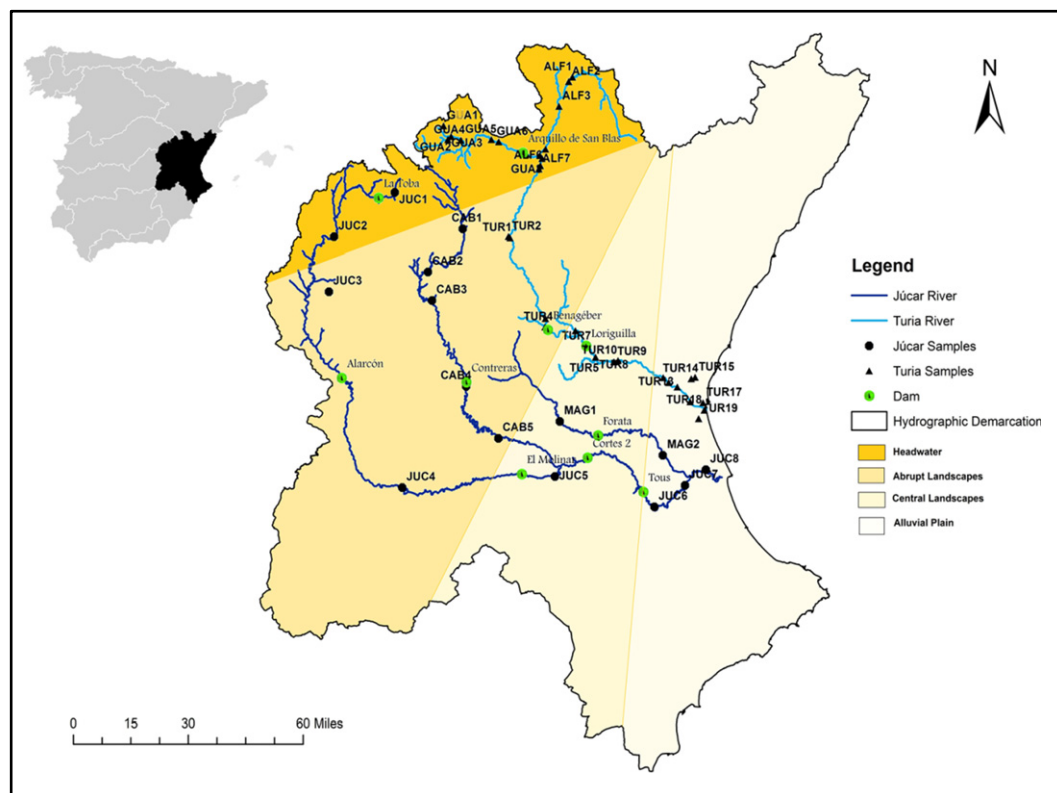 N
ALF1
ALF2
ALF3
GUA1
GUA4
GUA5
GUA6
GUA2
GUA3
Arquillo de San Blas
ALF6
ALF7
GUA8
La Toba
JUC1
JUC2
CAB1
TUR1
TUR2
CAB2
JUC3
CAB3
TUR4
Benagéber
TUR7
Loriguilla
TUR10
TUR9
TUR5
TUR8
TUR14
TUR15
TUR13
TUR17
TUR18
TUR19
Alarcón
Contreras
CAB4
MAG1
Forata
CAB5
Cortes 2
MAG2
El Molinar
JUC8
JUC4
JUC5
JUC7
Tous
JUC6
Legend
Júcar River
Turia River
Júcar Samples
Turia Samples
Dam
Hydrographic Demarcation
Headwater
Abrupt Landscapes
Central Landscapes
Alluvial Plain
0 15 30 60 Miles